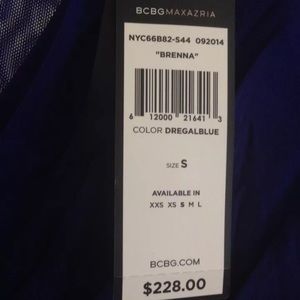 BCBGMAXAZRIA
NYC66B82-S44 092014
"BRENNA"
6 12000 21641 3
COLOR DREGALBLUE
SIZE S
AVAILABLE IN
XXS XS S M L
BCBG.COM
$228.00